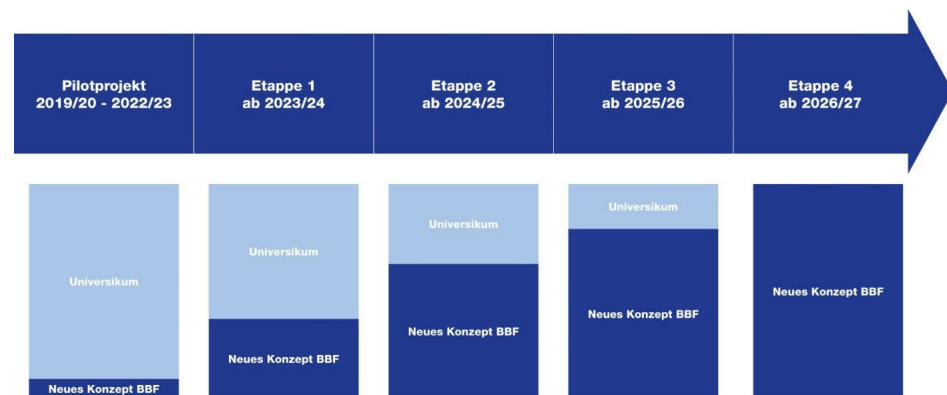 Pilotprojekt
2019/20 - 2022/23
Etappe 1
ab 2023/24
Etappe 2
ab 2024/25
Etappe 3
ab 2025/26
Etappe 4
ab 2026/27
Universikum
Neues Konzept BBF
Universikum
Neues Konzept BBF
Universikum
Neues Konzept BBF
Universikum
Neues Konzept BBF
Neues Konzept BBF